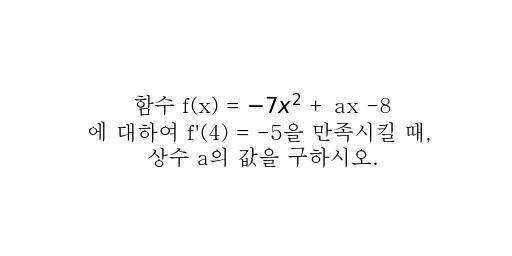 함수 f(x) = −7x² + ax −8
에 대하여 f'(4) = −5을 만족시킬 때,
상수 a의 값을 구하시오.